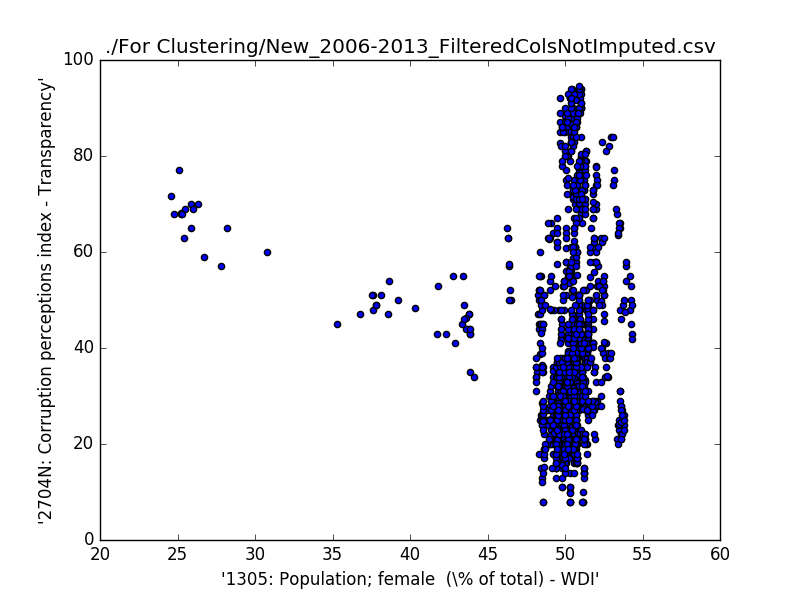 ./For Clustering/New_2006-2013_FilteredColsNotImputed.csv
100
80
60
40
20
0
'2704N: Corruption perceptions index - Transparency'
20 25 30 35 40 45 50 55 60
'1305: Population; female  (\% of total) - WDI'